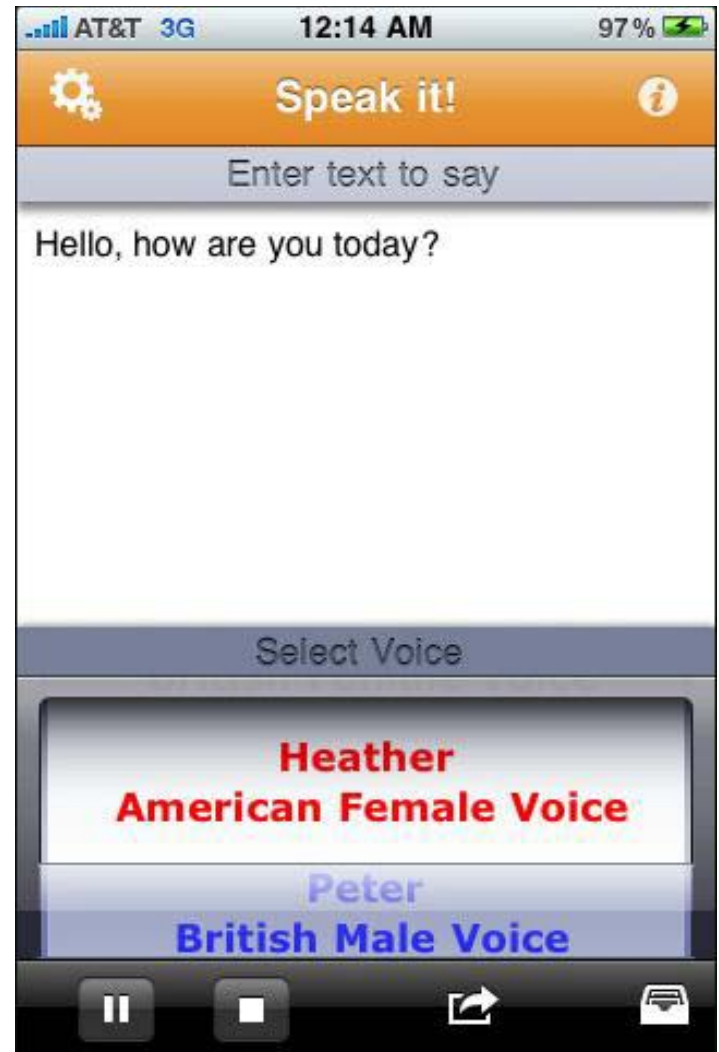 AT&T 3G 12:14 AM 97%
Speak it!
Enter text to say
Hello, how are you today?
Select Voice
Heather
American Female Voice
Peter
British Male Voice